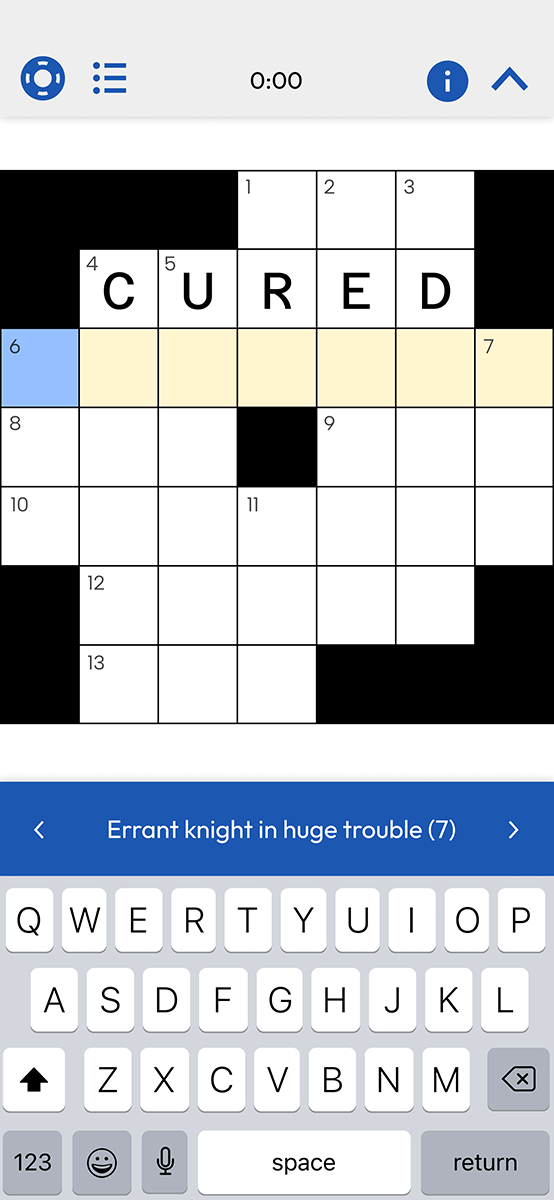 0:00
1 2 3
4 C 5 U R E D
6 7
8 9
10 11
12
13
Errant knight in huge trouble (7)
Q W E R T Y U I O P
A S D F G H J K L
Z X C V B N M
123 space return